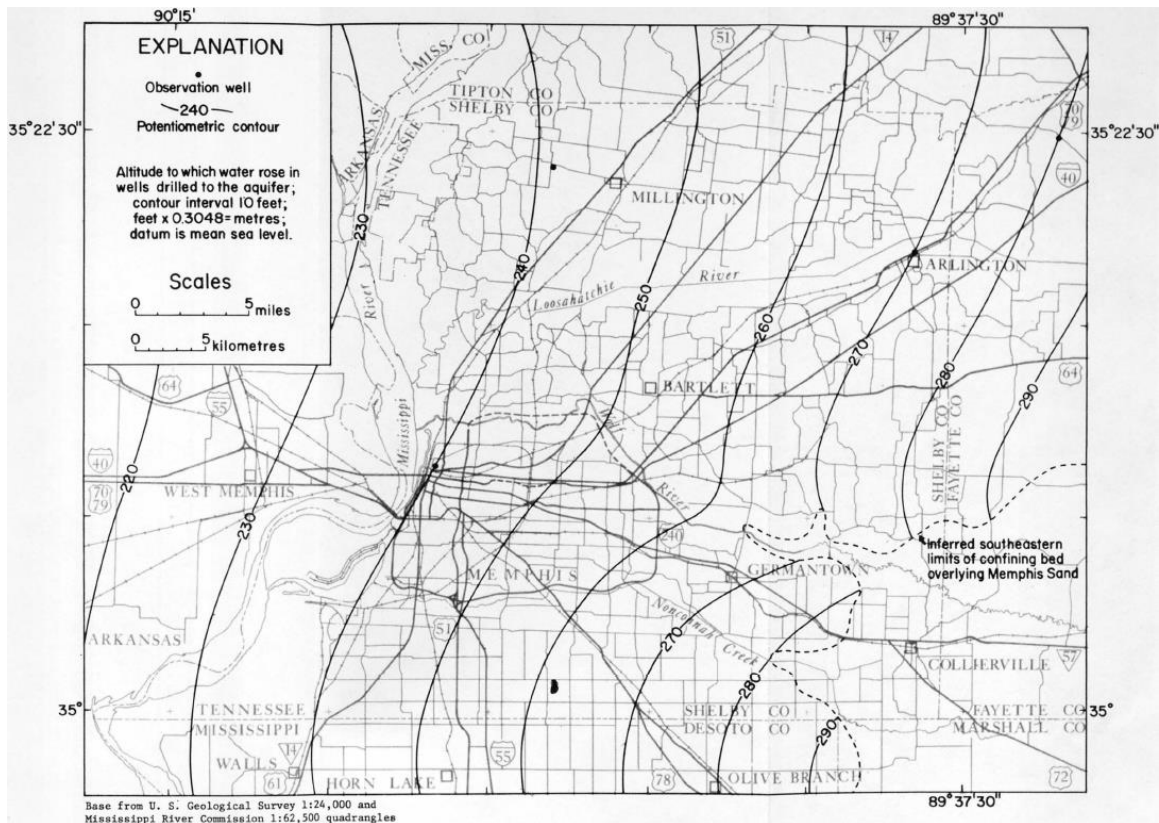 90°15'
89°37'30"
EXPLANATION
Observation well
240
Potentiometric contour
Altitude to which water rose in
wells drilled to the aquifer;
contour interval 10 feet;
feet x 0.3048=metres;
datum is mean sea level.
Scales
0 5 miles
0 5 kilometres
35°22'30"
35°22'30"
MISS. CO
ARKANSAS
TENNESSEE
TIPTON CO
SHELBY CO
51
14
70
79
40
MILLINGTON
230
240
250
260
270
280
290
ARLINGTON
Loosahatchie River
River
Mississippi
BARTLETT
64
55
64
Wolf
River
SHELBY CO
FAYETTE CO
40
70
79
220
WEST MEMPHIS
230
240
Inferred southeastern
limits of confining bed
overlying Memphis Sand
MEMPHIS
GERMANTOWN
Nonconnah Creek
270
280
290
51
ARKANSAS
COLLIERVILLE
57
TENNESSEE
MISSISSIPPI
SHELBY CO
DESOTO CO
FAYETTE CO
MARSHALL CO
35°
35°
14
WALLS
61
HORN LAKE
55
78
OLIVE BRANCH
72
Base from U. S. Geological Survey 1:24,000 and
Mississippi River Commission 1:62,500 quadrangles
89°37'30"